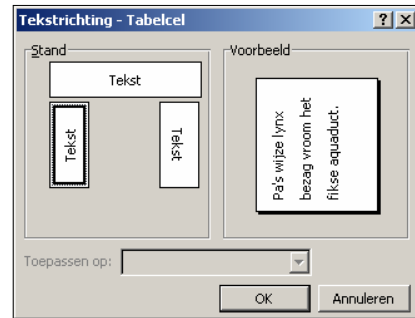 Tekstrichting - Tabelcel
Stand
Tekst
Tekst
Tekst
Voorbeeld
Pa's wijze lynx
bezag vroom het
fikse aquaduct.
Toepassen op:
OK
Annuleren